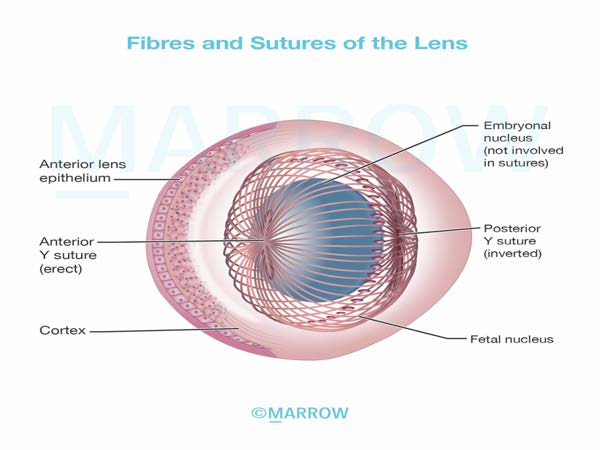 Fibres and Sutures of the Lens
MARROW
Anterior lens
epithelium
Anterior
Y suture
(erect)
Cortex
Embryonal
nucleus
(not involved
in sutures)
Posterior
Y suture
(inverted)
Fetal nucleus
©MARROW